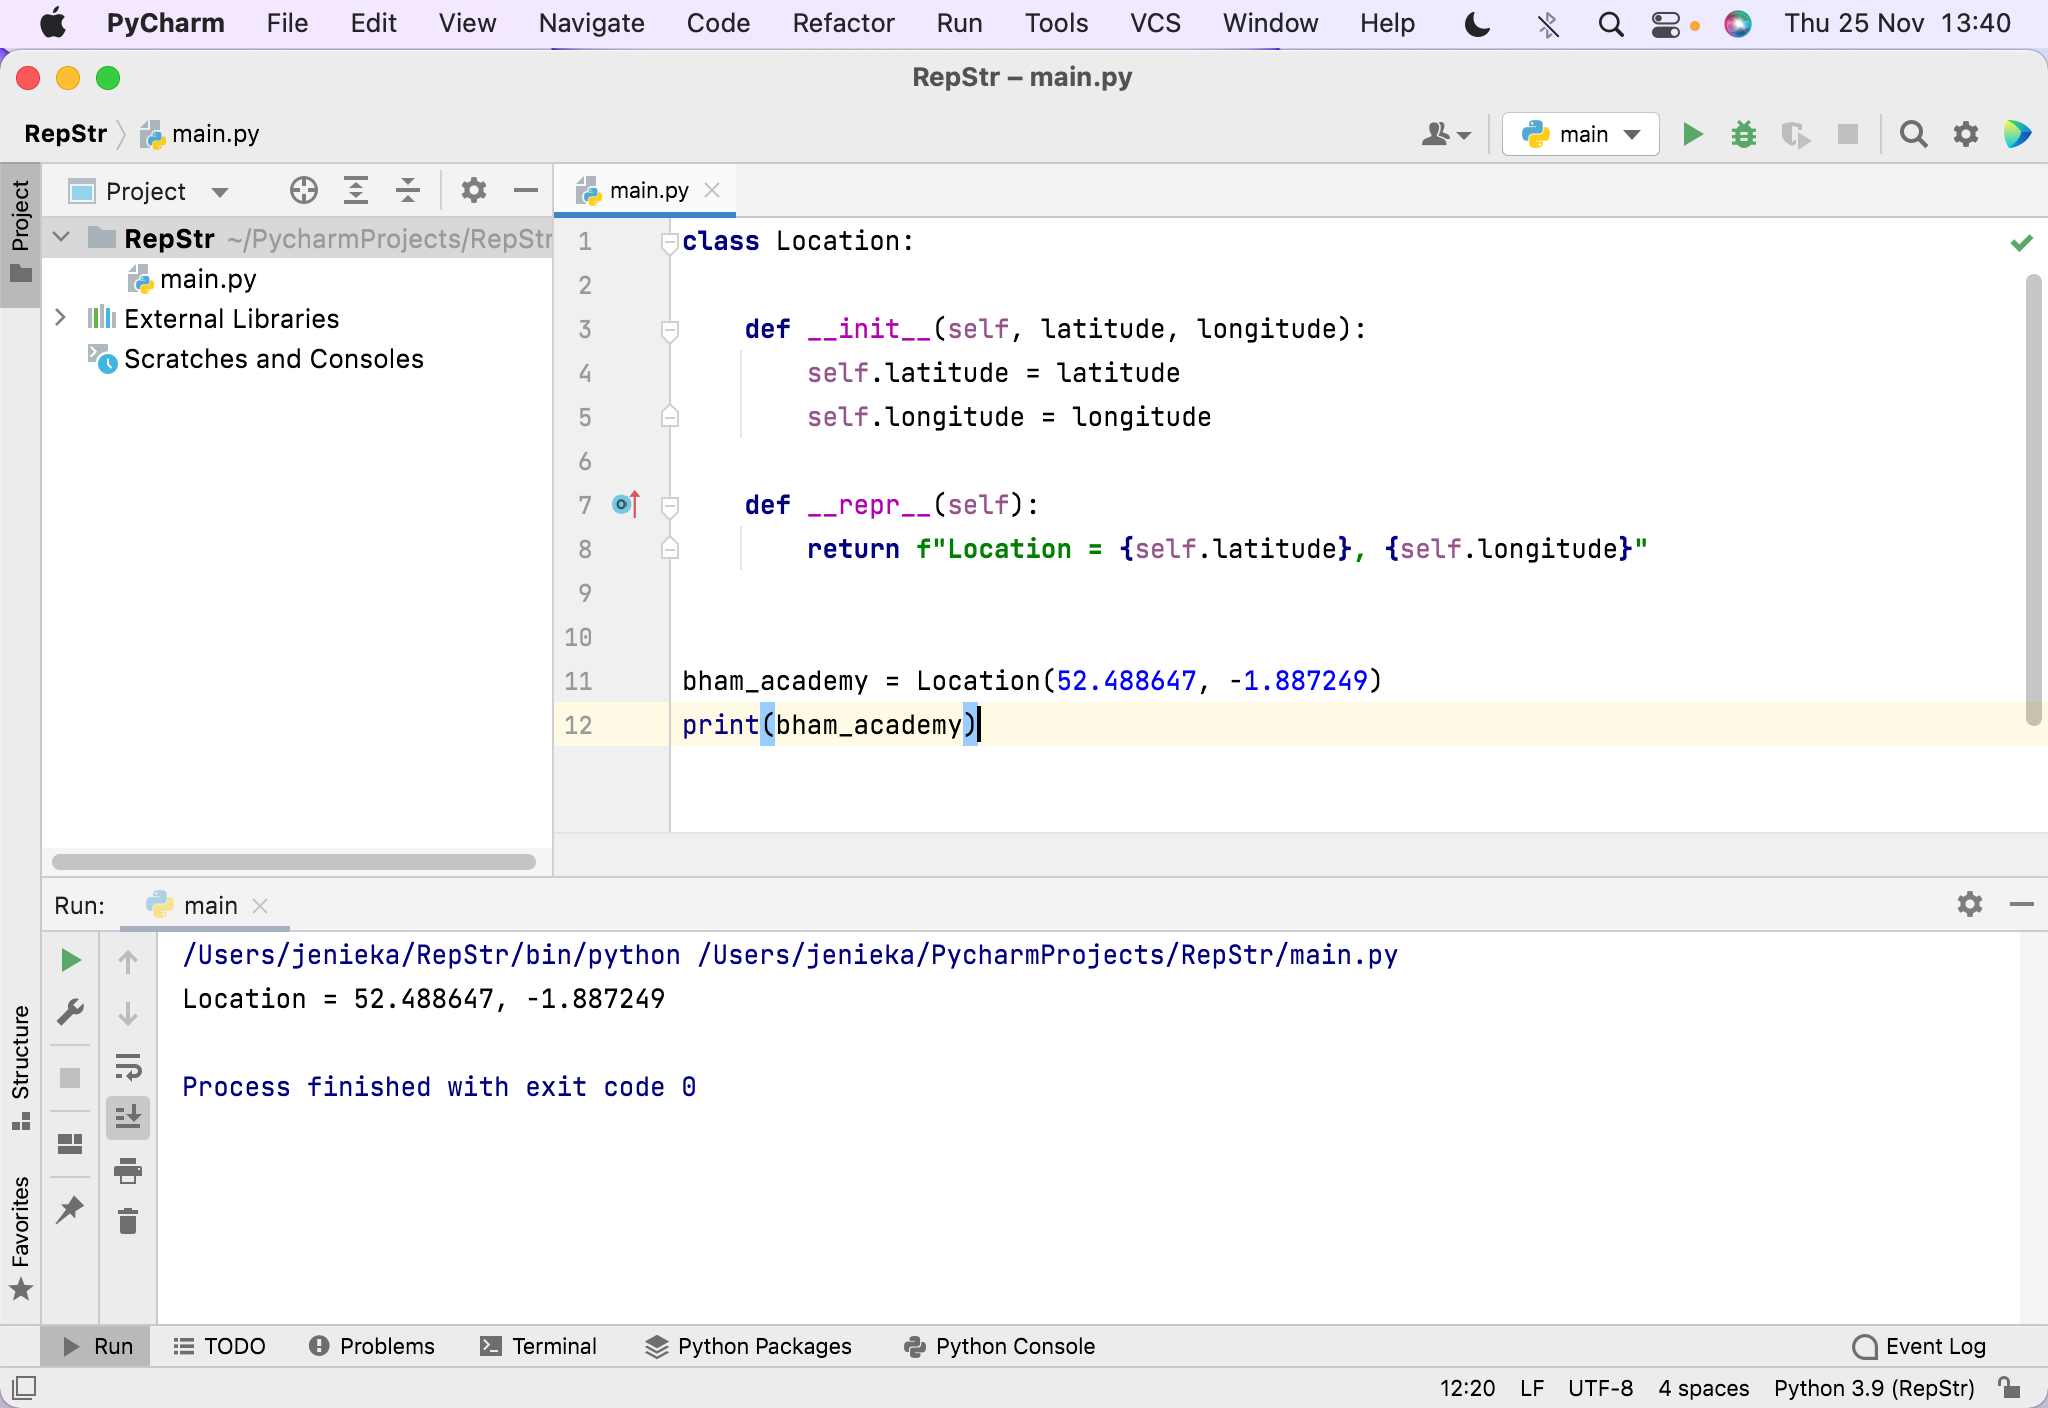 PyCharm File Edit View Navigate Code Refactor Run Tools VCS Window Help Thu 25 Nov 13:40
RepStr – main.py
RepStr main.py main
Project
Project
main.py
RepStr ~/PycharmProjects/RepStr
main.py
External Libraries
Scratches and Consoles
1 class Location:
2
3     def __init__(self, latitude, longitude):
4         self.latitude = latitude
5         self.longitude = longitude
6
7     def __repr__(self):
8         return f"Location = {self.latitude}, {self.longitude}"
9
10
11 bham_academy = Location(52.488647, -1.887249)
12 print(bham_academy)
Run: main
/Users/jenieka/RepStr/bin/python /Users/jenieka/PycharmProjects/RepStr/main.py
Location = 52.488647, -1.887249
Process finished with exit code 0
Structure
Favorites
Run TODO Problems Terminal Python Packages Python Console Event Log
12:20 LF UTF-8 4 spaces Python 3.9 (RepStr)